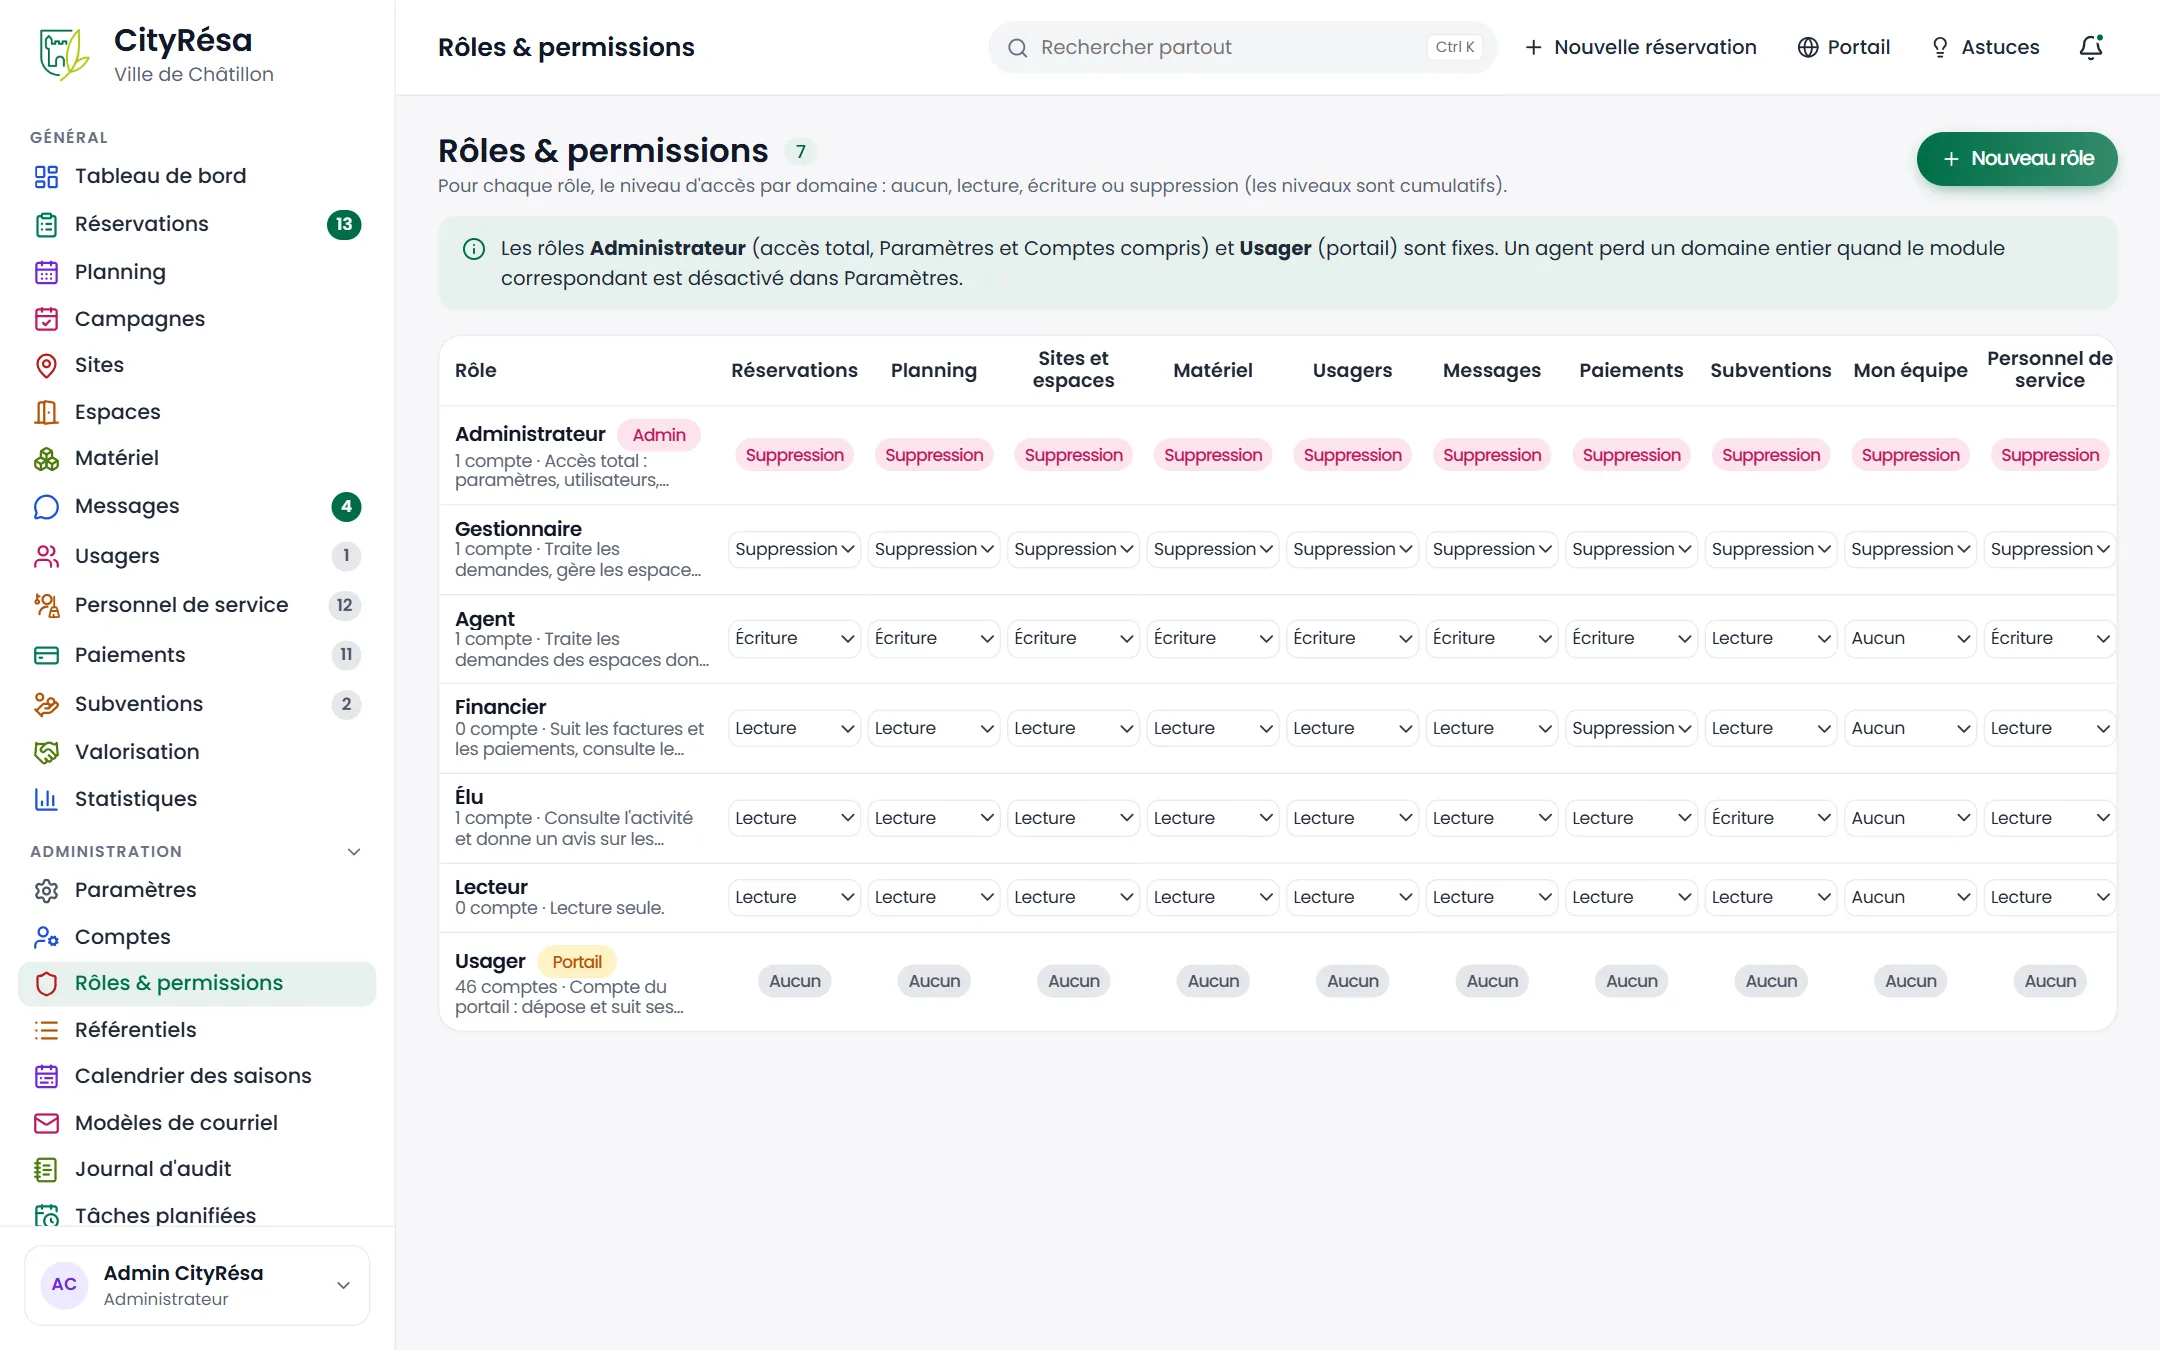 CityRésa
Ville de Châtillon
GÉNÉRAL
Tableau de bord
Réservations 13
Planning
Campagnes
Sites
Espaces
Matériel
Messages 4
Usagers 1
Personnel de service 12
Paiements 11
Subventions 2
Valorisation
Statistiques
ADMINISTRATION
Paramètres
Comptes
Rôles & permissions
Référentiels
Calendrier des saisons
Modèles de courriel
Journal d'audit
Tâches planifiées
AC Admin CityRésa
Administrateur
Rôles & permissions
Rechercher partout Ctrl K
+ Nouvelle réservation
Portail
Astuces
Rôles & permissions 7
Pour chaque rôle, le niveau d'accès par domaine : aucun, lecture, écriture ou suppression (les niveaux sont cumulatifs).
+ Nouveau rôle
Les rôles Administrateur (accès total, Paramètres et Comptes compris) et Usager (portail) sont fixes. Un agent perd un domaine entier quand le module
correspondant est désactivé dans Paramètres.
Rôle Réservations Planning Sites et espaces Matériel Usagers Messages Paiements Subventions Mon équipe Personnel de service
Administrateur Admin
1 compte · Accès total :
paramètres, utilisateurs,...
Suppression Suppression Suppression Suppression Suppression Suppression Suppression Suppression Suppression Suppression
Gestionnaire
1 compte · Traite les
demandes, gère les espace...
Suppression Suppression Suppression Suppression Suppression Suppression Suppression Suppression Suppression Suppression
Agent
1 compte · Traite les
demandes des espaces don...
Écriture Écriture Écriture Écriture Écriture Écriture Écriture Lecture Aucun Écriture
Financier
0 compte · Suit les factures et
les paiements, consulte le...
Lecture Lecture Lecture Lecture Lecture Lecture Suppression Lecture Aucun Lecture
Élu
1 compte · Consulte l'activité
et donne un avis sur les...
Lecture Lecture Lecture Lecture Lecture Lecture Lecture Écriture Aucun Lecture
Lecteur
0 compte · Lecture seule.
Lecture Lecture Lecture Lecture Lecture Lecture Lecture Lecture Aucun Lecture
Usager Portail
46 comptes · Compte du
portail : dépose et suit ses...
Aucun Aucun Aucun Aucun Aucun Aucun Aucun Aucun Aucun Aucun